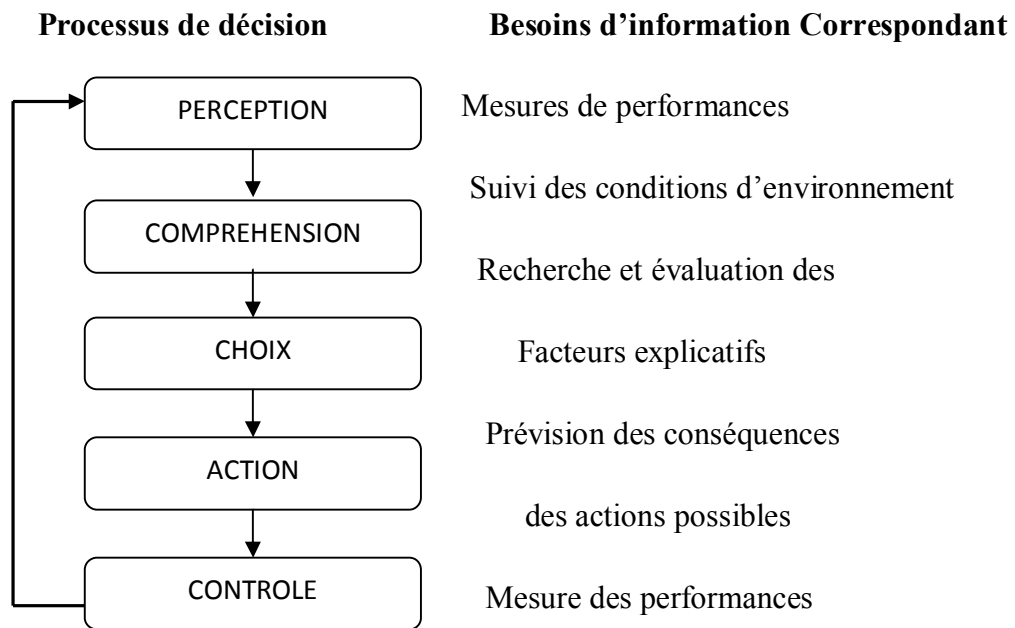 Processus de décision Besoins d’information Correspondant
PERCEPTION Mesures de performances
Suivi des conditions d’environnement
COMPREHENSION
Recherche et évaluation des
CHOIX Facteurs explicatifs
Prévision des conséquences
ACTION
des actions possibles
CONTROLE Mesure des performances